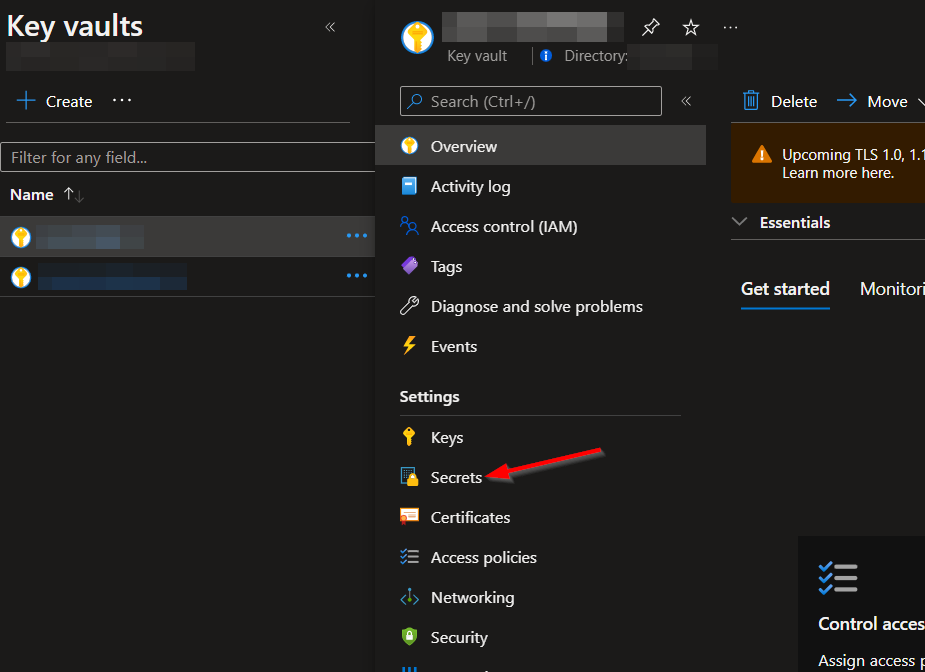 Key vaults
Create
Filter for any field...
Name
Key vault
Directory:
Search (Ctrl+/)
Overview
Activity log
Access control (IAM)
Tags
Diagnose and solve problems
Events
Settings
Keys
Secrets
Certificates
Access policies
Networking
Security
Delete
Move
Upcoming TLS 1.0, 1.1
Learn more here.
Essentials
Get started
Monitori
Control acces
Assign access p